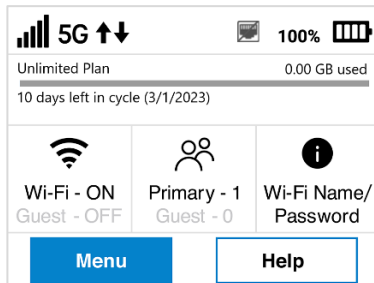 5G 100%
Unlimited Plan 0.00 GB used
10 days left in cycle (3/1/2023)
Wi-Fi - ON Primary - 1 Wi-Fi Name/
Guest - OFF Guest - 0 Password
Menu Help